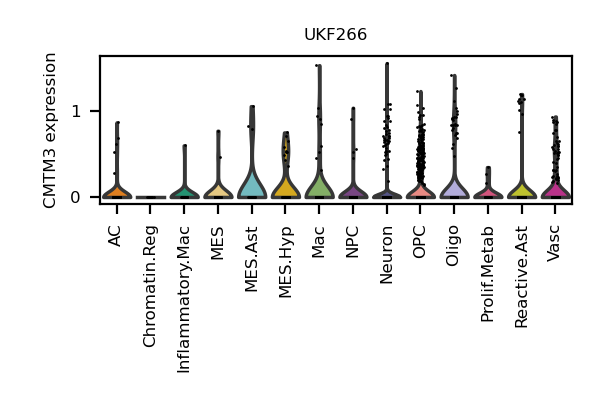 UKF266
CMTM3 expression
1
0
AC
Chromatin.Reg
Inflammatory.Mac
MES
MES.Ast
MES.Hyp
Mac
NPC
Neuron
OPC
Oligo
Prolif.Metab
Reactive.Ast
Vasc